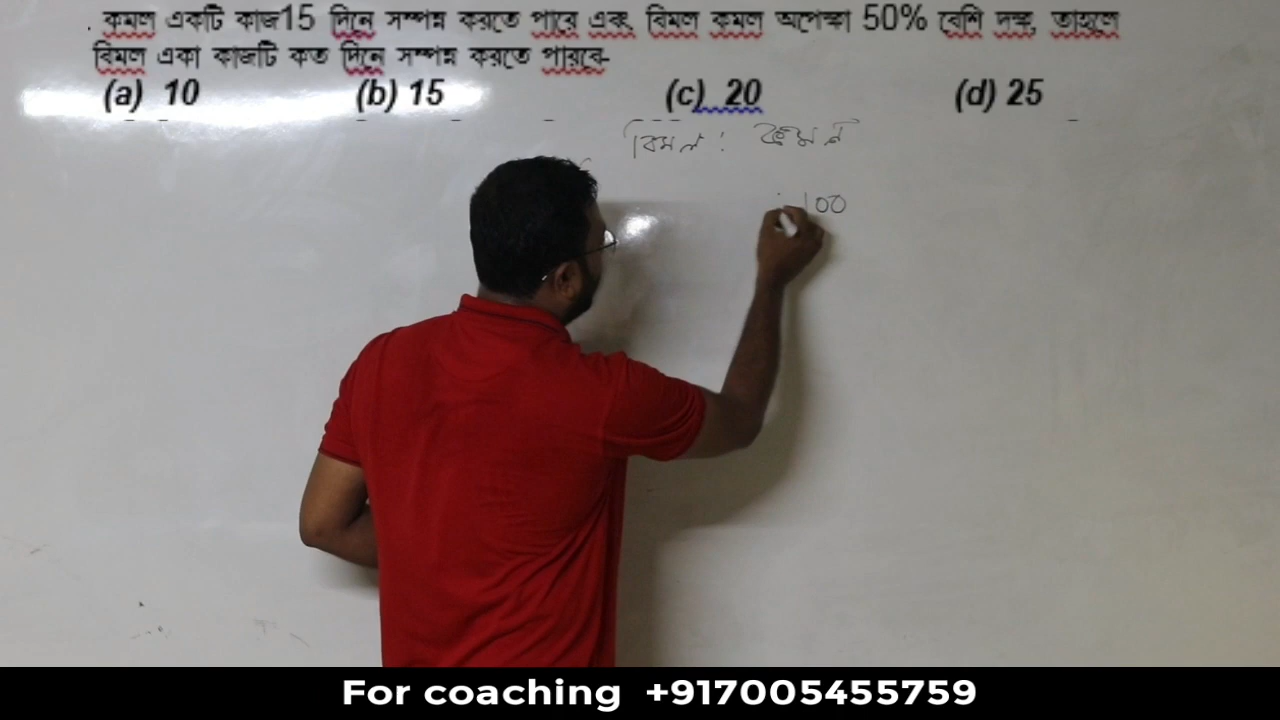 কমল একটি কাজ15 দিনে সম্পন্ন করতে পারে এবং বিমল কমল অপেক্ষা 50% বেশি দক্ষ, তাহলে
বিমল একা কাজটি কত দিনে সম্পন্ন করতে পারবে-
(a) 10 (b) 15 (c) 20 (d) 25
বিমল : কমল
: 100
For coaching +917005455759